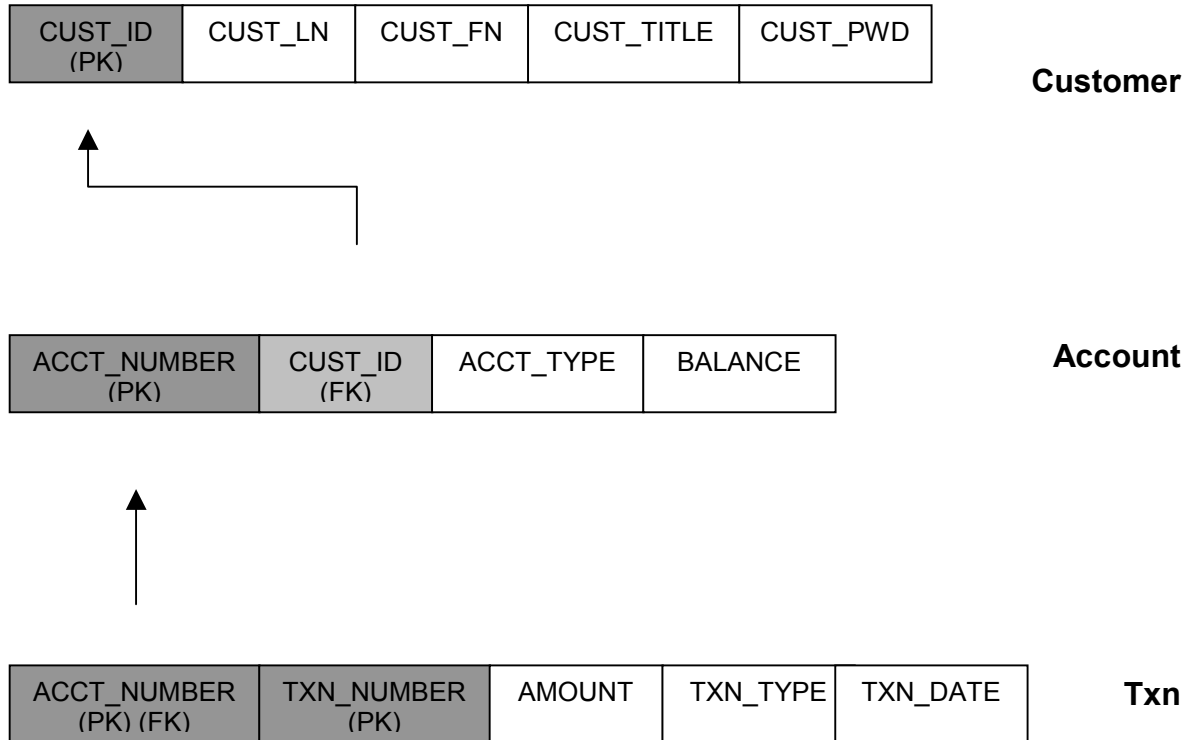 CUST_ID CUST_LN CUST_FN CUST_TITLE CUST_PWD
(PK)
Customer
ACCT_NUMBER CUST_ID ACCT_TYPE BALANCE Account
(PK) (FK)
ACCT_NUMBER TXN_NUMBER AMOUNT TXN_TYPE TXN_DATE Txn
(PK) (FK) (PK)